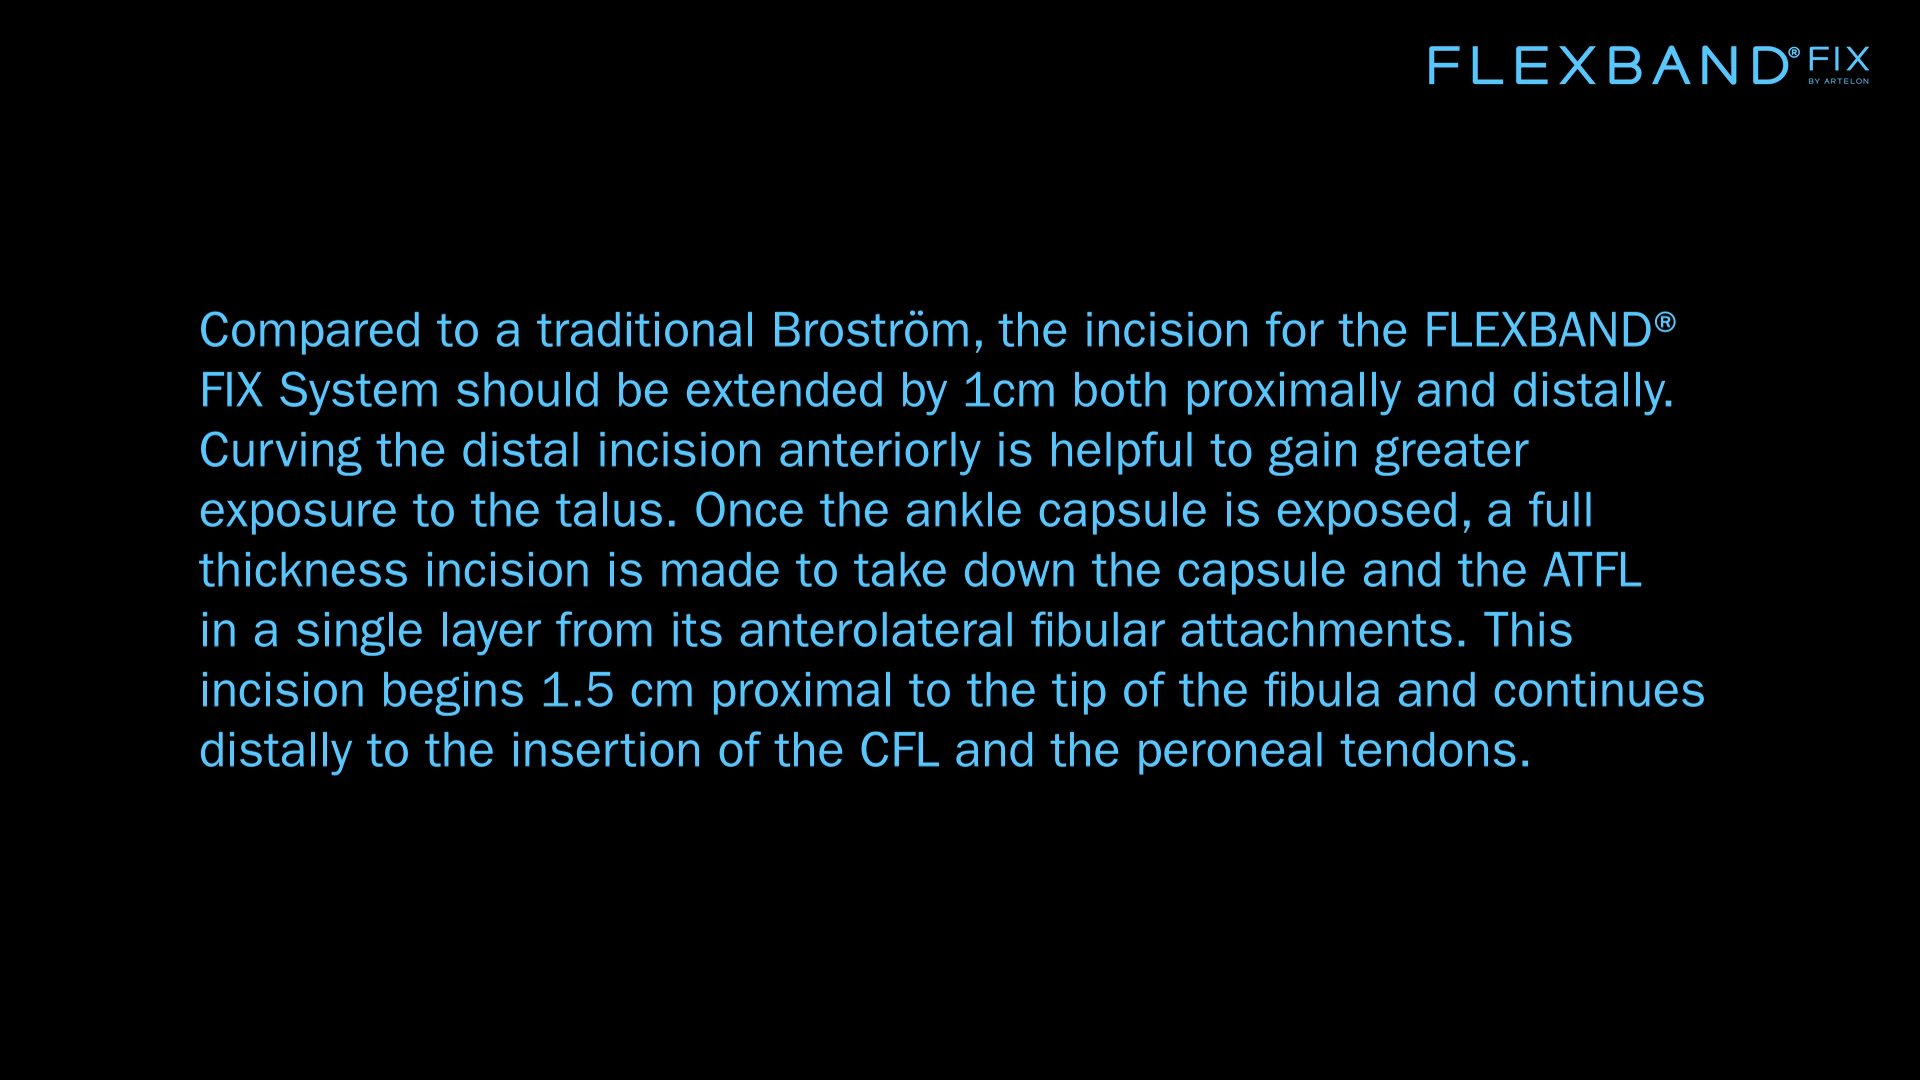 FLEXBAND® FIX
BY ARTELON
Compared to a traditional Broström, the incision for the FLEXBAND®
FIX System should be extended by 1cm both proximally and distally.
Curving the distal incision anteriorly is helpful to gain greater
exposure to the talus. Once the ankle capsule is exposed, a full
thickness incision is made to take down the capsule and the ATFL
in a single layer from its anterolateral fibular attachments. This
incision begins 1.5 cm proximal to the tip of the fibula and continues
distally to the insertion of the CFL and the peroneal tendons.